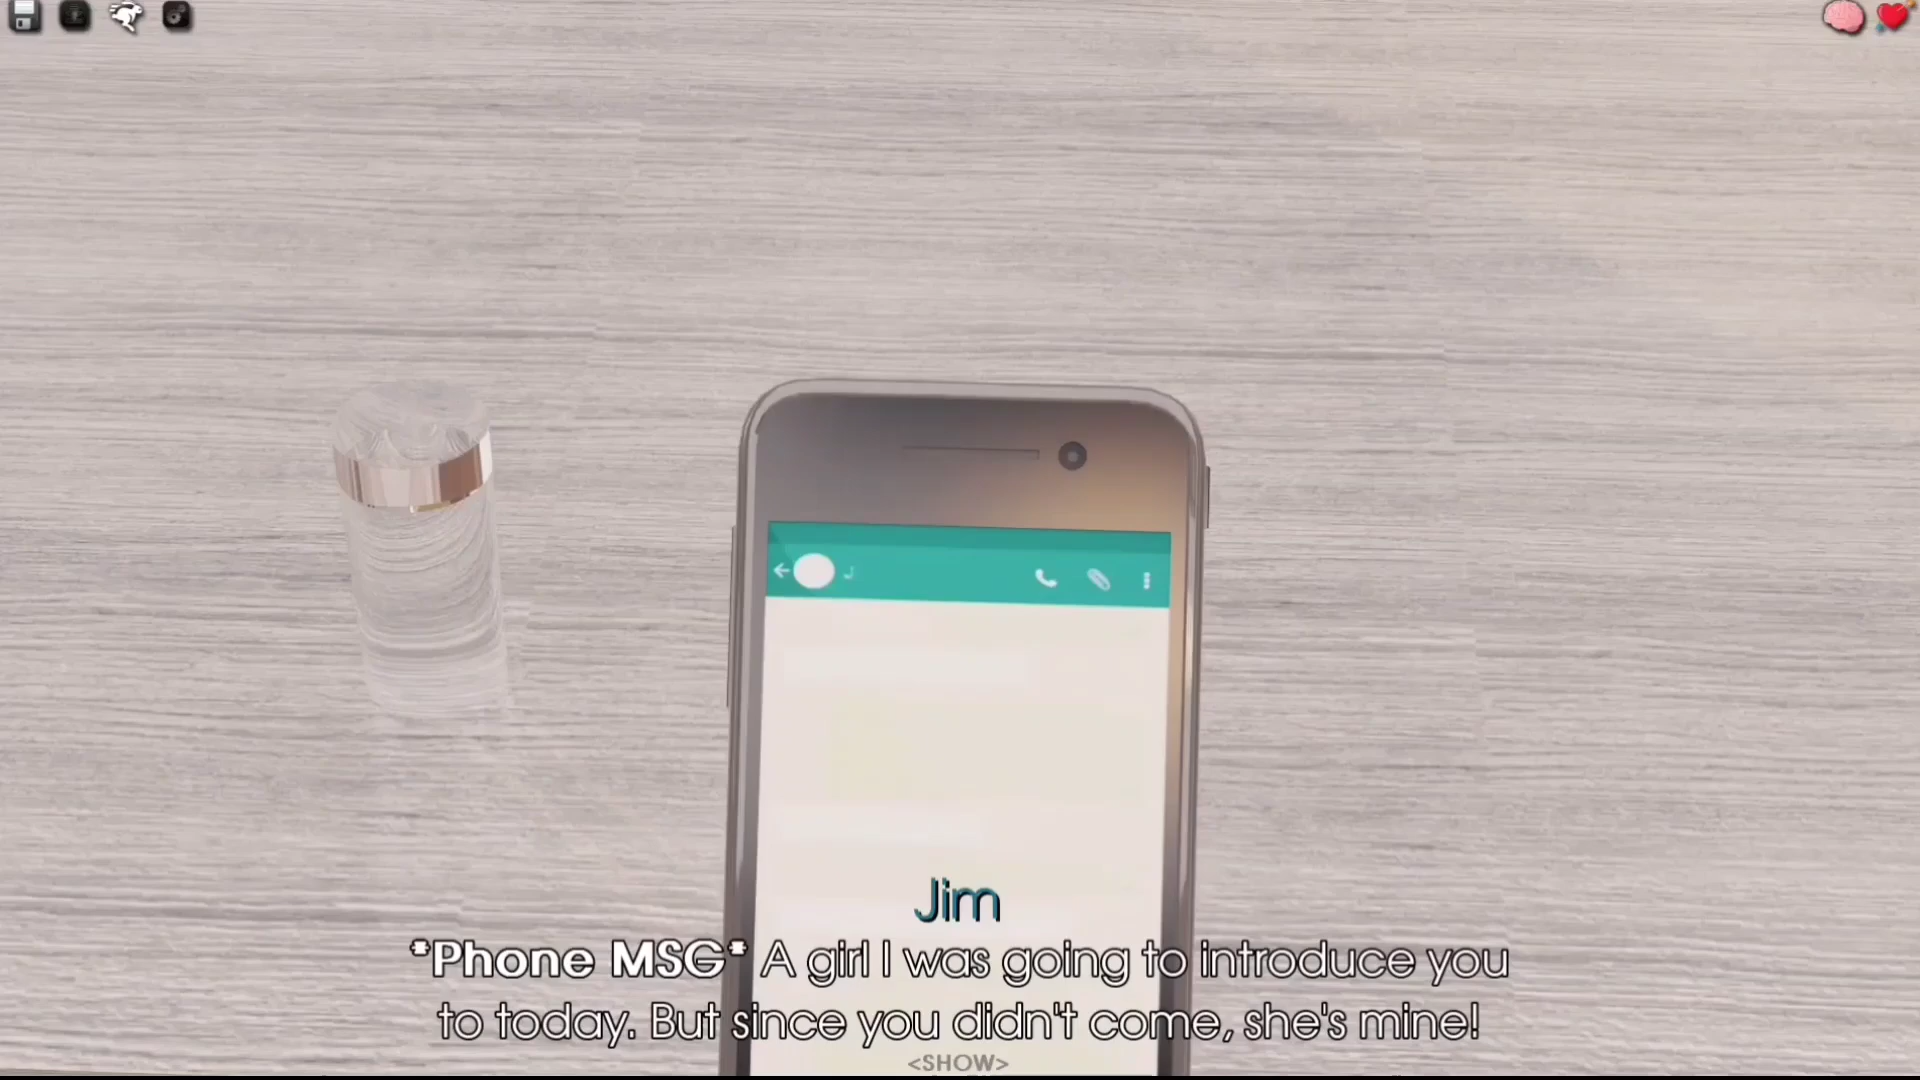 J
Jim
*Phone MSG* A girl I was going to introduce you
to today. But since you didn't come, she's mine!
<SHOW>